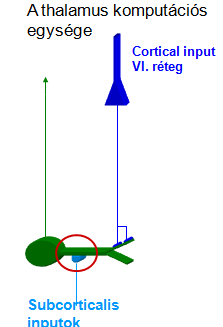 A thalamus komputációs
egysége
Cortical input
VI. réteg
Subcorticalis
inputok